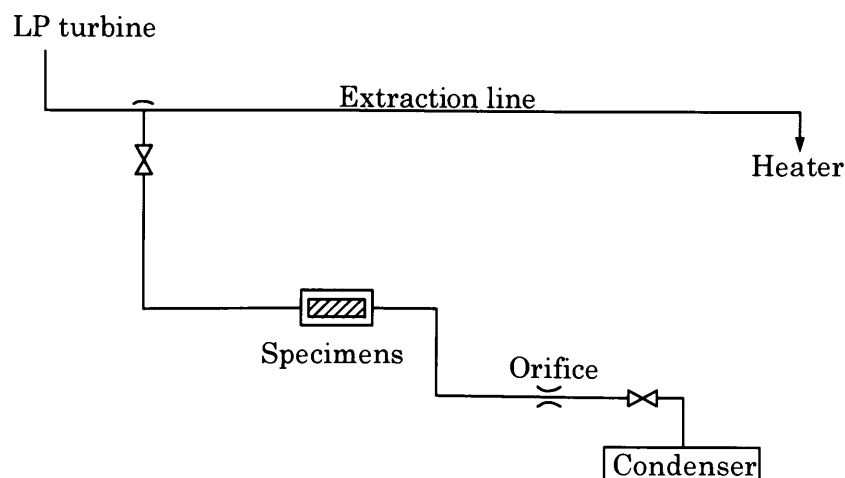 LP turbine
Extraction line
Heater
Specimens
Orifice
Condenser